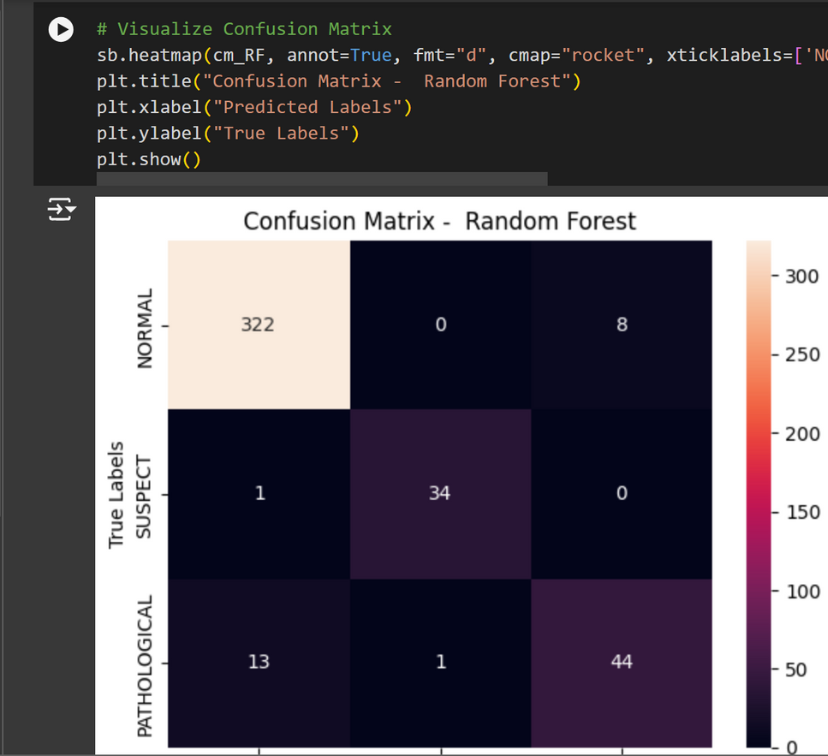 # Visualize Confusion Matrix
sb.heatmap(cm_RF, annot=True, fmt="d", cmap="rocket", xticklabels=['NO
plt.title("Confusion Matrix -  Random Forest")
plt.xlabel("Predicted Labels")
plt.ylabel("True Labels")
plt.show()
Confusion Matrix -  Random Forest
True Labels
NORMAL
322 0 8
SUSPECT
1 34 0
PATHOLOGICAL
13 1 44
300
250
200
150
100
50
0